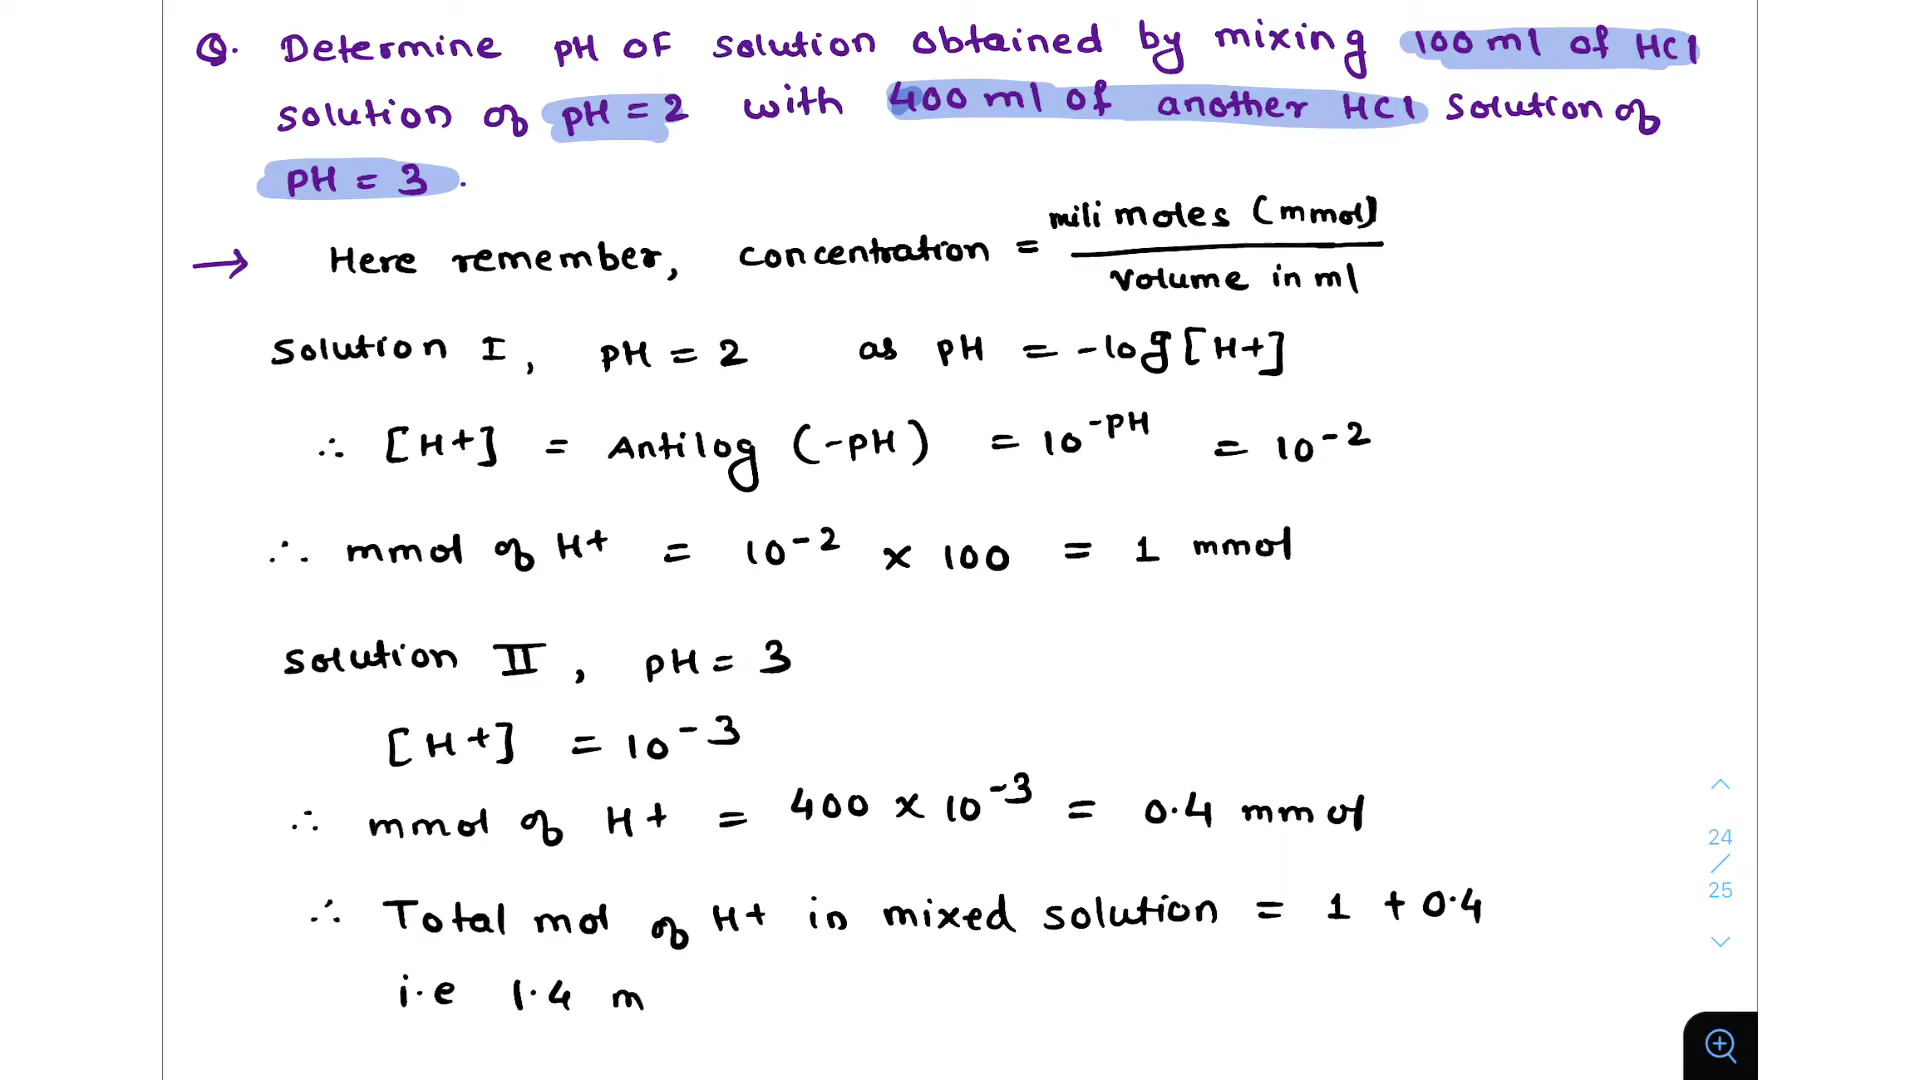 Q. Determine pH of solution obtained by mixing 100 ml of HCl
solution of pH = 2 with 400 ml of another HCl solution of
PH = 3 .
→ Here remember, concentration = mili moles (mmol) / volume in ml
Solution I, pH = 2 as pH = -log [H+]
∴ [H+] = Antilog (-pH) = 10^-PH = 10^-2
∴ mmol of H+ = 10^-2 x 100 = 1 mmol
Solution II, pH = 3
[H+] = 10^-3
∴ mmol of H+ = 400 x 10^-3 = 0.4 mmol
∴ Total mol of H+ in mixed solution = 1 + 0.4
i.e 1.4 m
24
/
25